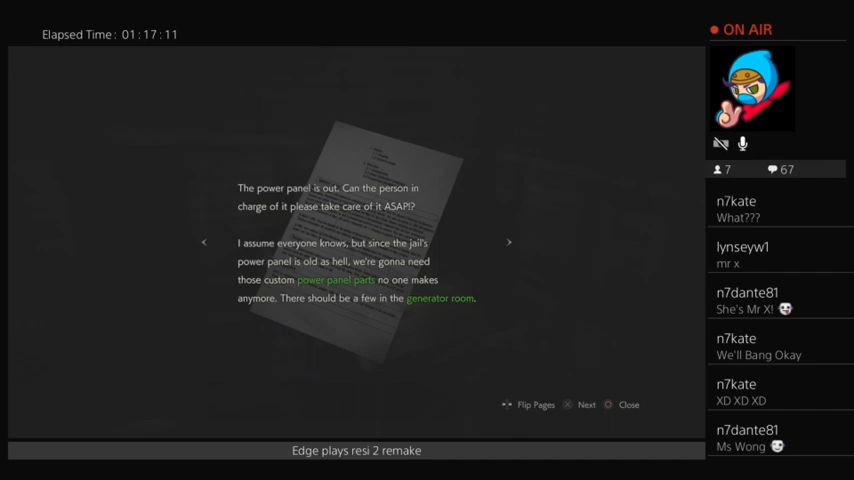 Elapsed Time: 01:17:11
ON AIR
7 67
The power panel is out. Can the person in
charge of it please take care of it ASAP!?
I assume everyone knows, but since the jail's
power panel is old as hell, we're gonna need
those custom power panel parts no one makes
anymore. There should be a few in the generator room.
Flip Pages Next Close
Edge plays resi 2 remake
n7kate
What???
lynseyw1
mr x
n7dante81
She's Mr X!
n7kate
We'll Bang Okay
n7kate
XD XD XD
n7dante81
Ms Wong